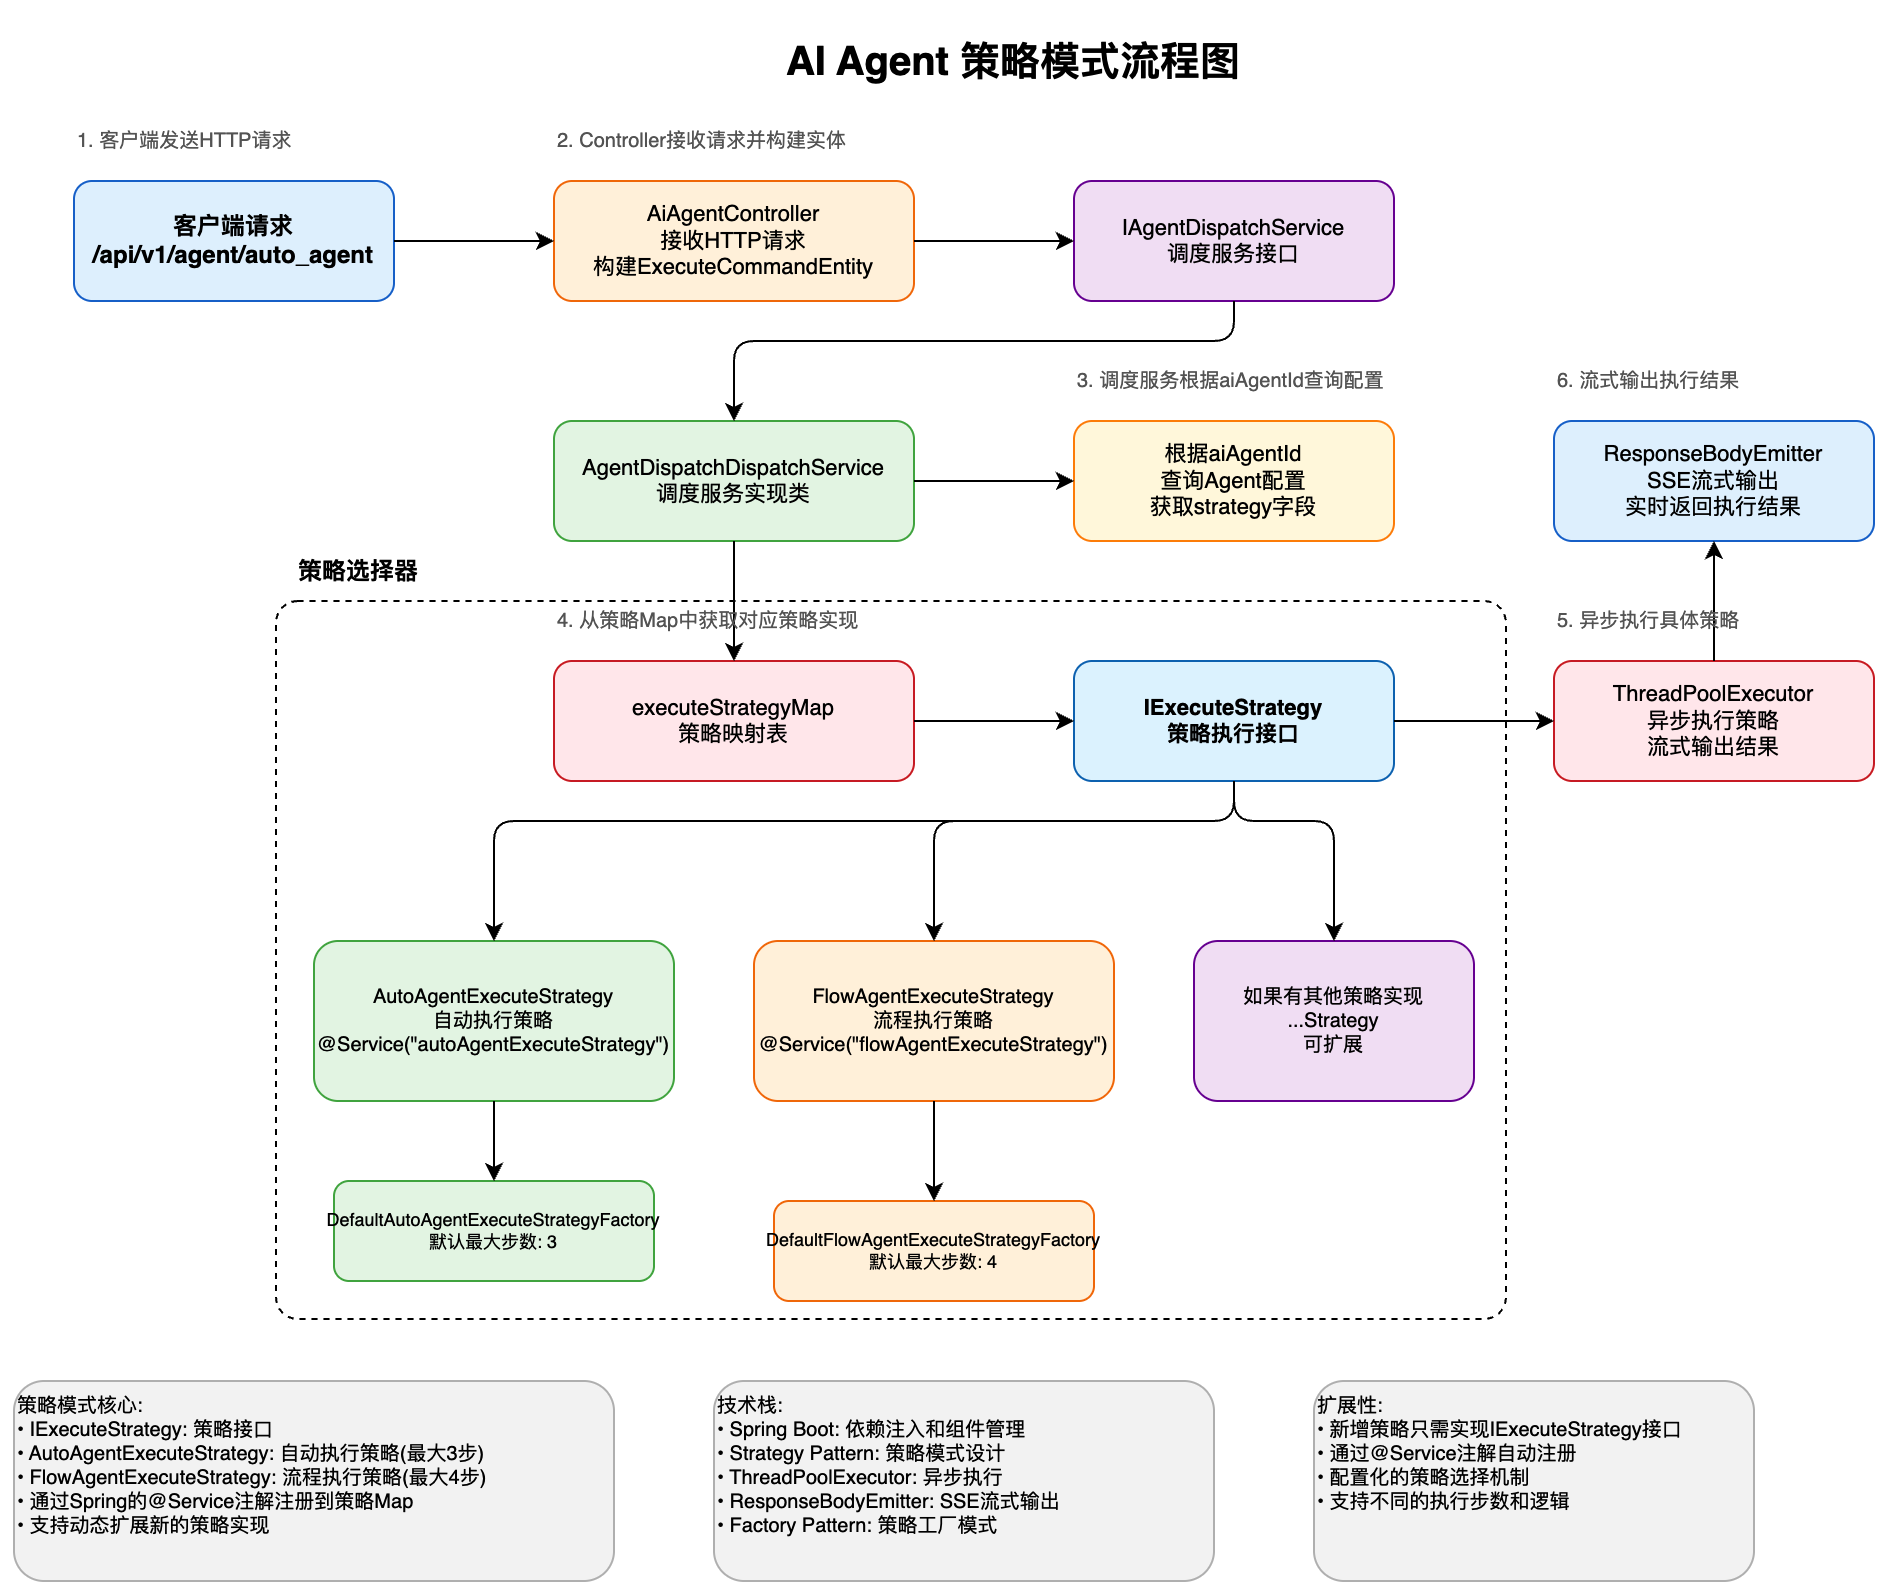 AI Agent 策略模式流程图
1. 客户端发送HTTP请求
2. Controller接收请求并构建实体
客户端请求
/api/v1/agent/auto_agent
AiAgentController
接收HTTP请求
构建ExecuteCommandEntity
IAgentDispatchService
调度服务接口
3. 调度服务根据aiAgentId查询配置
6. 流式输出执行结果
AgentDispatchDispatchService
调度服务实现类
根据aiAgentId
查询Agent配置
获取strategy字段
ResponseBodyEmitter
SSE流式输出
实时返回执行结果
策略选择器
4. 从策略Map中获取对应策略实现
5. 异步执行具体策略
executeStrategyMap
策略映射表
IExecuteStrategy
策略执行接口
ThreadPoolExecutor
异步执行策略
流式输出结果
AutoAgentExecuteStrategy
自动执行策略
@Service("autoAgentExecuteStrategy")
FlowAgentExecuteStrategy
流程执行策略
@Service("flowAgentExecuteStrategy")
如果有其他策略实现
...Strategy
可扩展
DefaultAutoAgentExecuteStrategyFactory
默认最大步数: 3
DefaultFlowAgentExecuteStrategyFactory
默认最大步数: 4
策略模式核心:
• IExecuteStrategy: 策略接口
• AutoAgentExecuteStrategy: 自动执行策略(最大3步)
• FlowAgentExecuteStrategy: 流程执行策略(最大4步)
• 通过Spring的@Service注解注册到策略Map
• 支持动态扩展新的策略实现
技术栈:
• Spring Boot: 依赖注入和组件管理
• Strategy Pattern: 策略模式设计
• ThreadPoolExecutor: 异步执行
• ResponseBodyEmitter: SSE流式输出
• Factory Pattern: 策略工厂模式
扩展性:
• 新增策略只需实现IExecuteStrategy接口
• 通过@Service注解自动注册
• 配置化的策略选择机制
• 支持不同的执行步数和逻辑